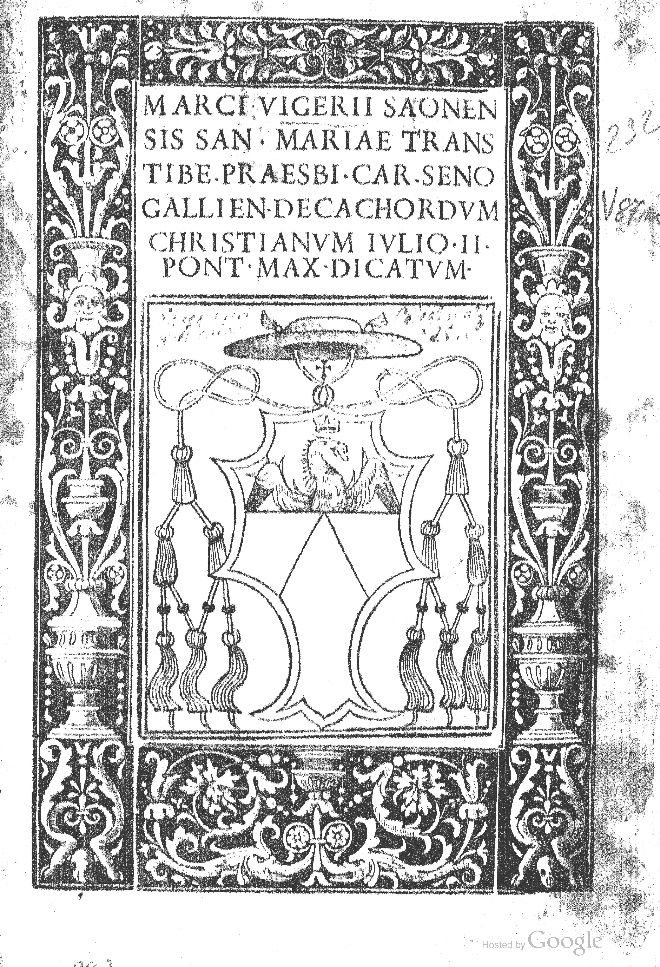 MARCI VIGERII SAONEN
SIS SAN · MARIAE TRANS
TIBE·PRAESBI·CAR·SENO
GALLIEN·DECACHORDVM
CHRISTIANVM IVLIO·II·
PONT·MAX·DICATVM·
232
Hosted by Google